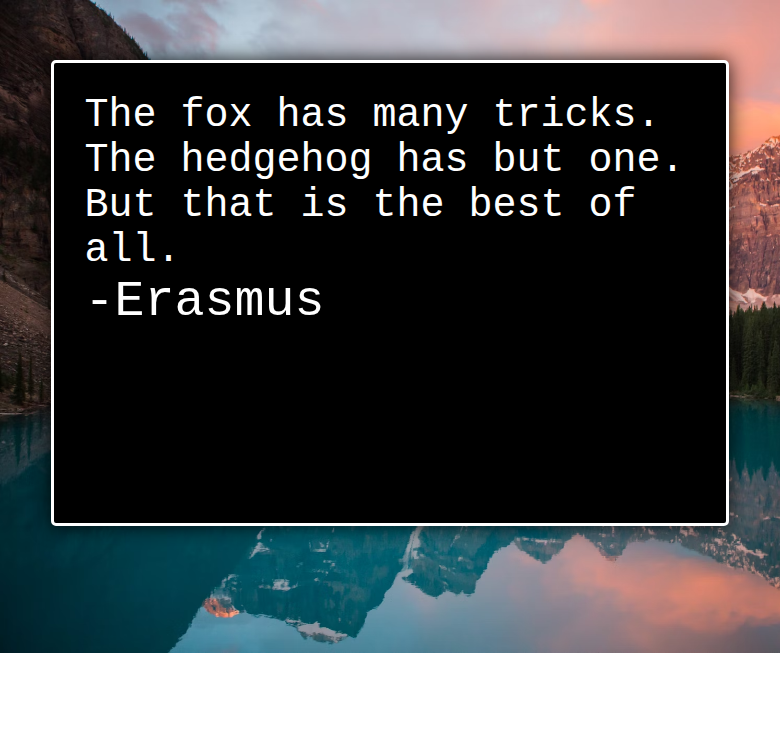 The fox has many tricks.
The hedgehog has but one.
But that is the best of
all.
-Erasmus